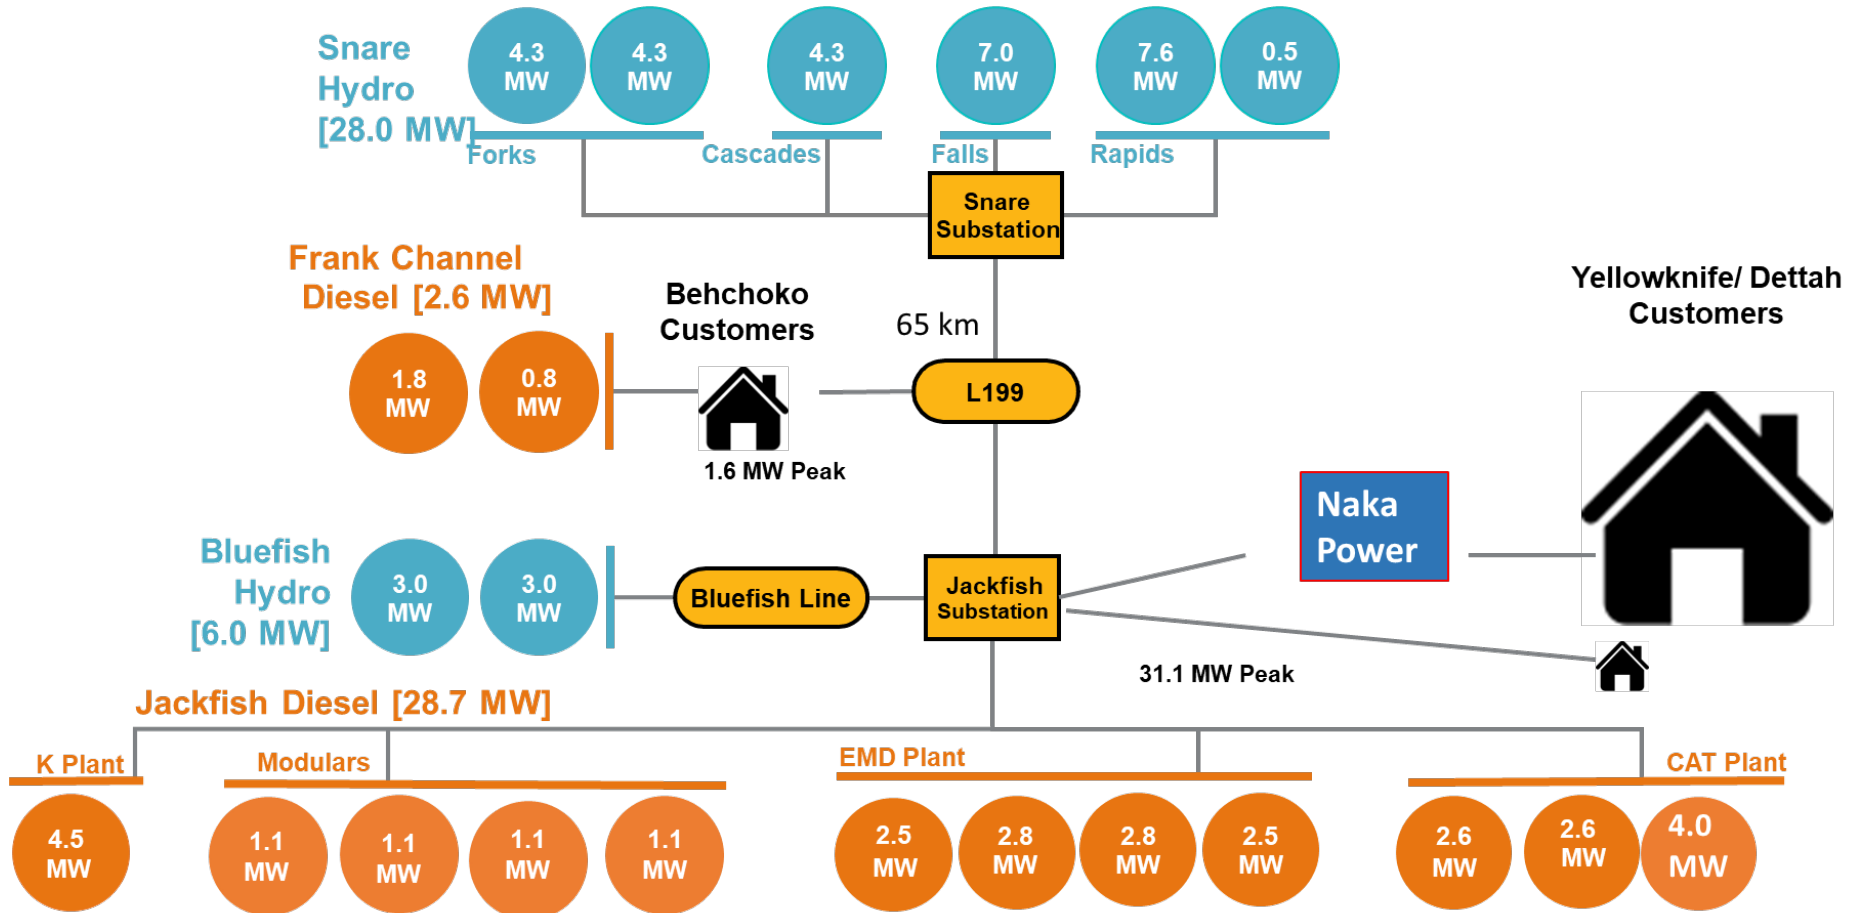 Snare
Hydro
[28.0 MW]
4.3
MW
4.3
MW
4.3
MW
7.0
MW
7.6
MW
0.5
MW
Forks
Cascades
Falls
Rapids
Snare
Substation
Frank Channel
Diesel [2.6 MW]
1.8
MW
0.8
MW
Behchoko
Customers
1.6 MW Peak
65 km
L199
Yellowknife/ Dettah
Customers
Naka
Power
Bluefish
Hydro
[6.0 MW]
3.0
MW
3.0
MW
Bluefish Line
Jackfish
Substation
31.1 MW Peak
Jackfish Diesel [28.7 MW]
K Plant
Modulars
EMD Plant
CAT Plant
4.5
MW
1.1
MW
1.1
MW
1.1
MW
1.1
MW
2.5
MW
2.8
MW
2.8
MW
2.5
MW
2.6
MW
2.6
MW
4.0
MW